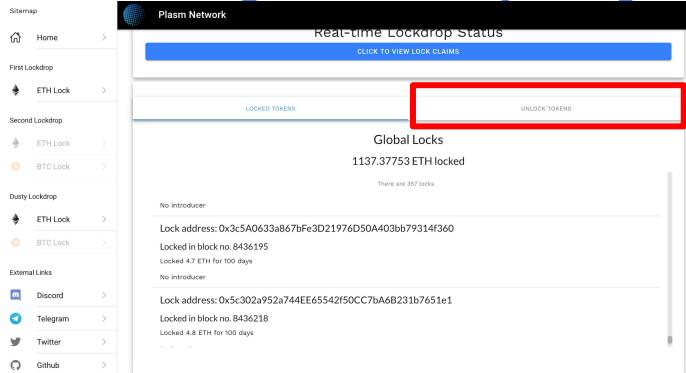 Sitemap
Home
First Lockdrop
ETH Lock
Second Lockdrop
ETH Lock
BTC Lock
Dusty Lockdrop
ETH Lock
BTC Lock
External Links
Discord
Telegram
Twitter
Github
Plasm Network
Real-time Lockdrop Status
CLICK TO VIEW LOCK CLAIMS
LOCKED TOKENS
UNLOCK TOKENS
Global Locks
1137.37753 ETH locked
There are 357 locks
No introducer
Lock address: 0x3c5A0633a867bFe3D21976D50A403bb79314f360
Locked in block no. 8436195
Locked 4.7 ETH for 100 days
No introducer
Lock address: 0x5c302a952a744EE65542f50CC7bA6B231b7651e1
Locked in block no. 8436218
Locked 4.8 ETH for 100 days